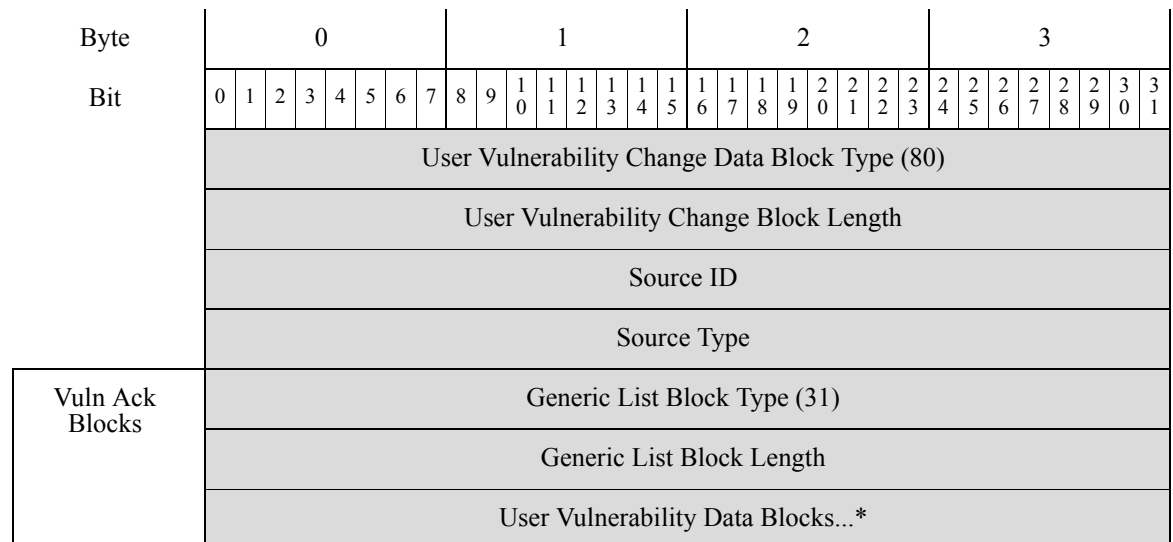 Byte 0 1 2 3
Bit 0 1 2 3 4 5 6 7 8 9 10 11 12 13 14 15 16 17 18 19 20 21 22 23 24 25 26 27 28 29 30 31
User Vulnerability Change Data Block Type (80)
User Vulnerability Change Block Length
Source ID
Source Type
Vuln Ack
Blocks
Generic List Block Type (31)
Generic List Block Length
User Vulnerability Data Blocks...*